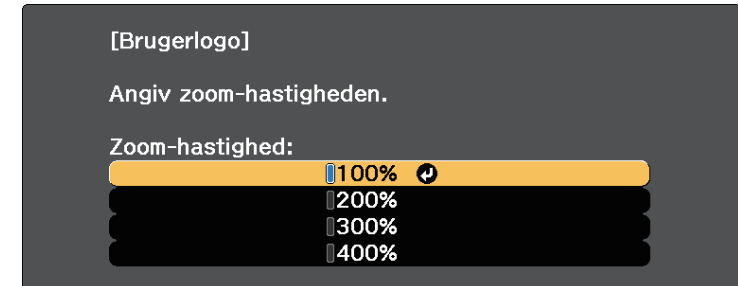 [Brugerlogo]
Angiv zoom-hastigheden.
Zoom-hastighed:
100%
200%
300%
400%